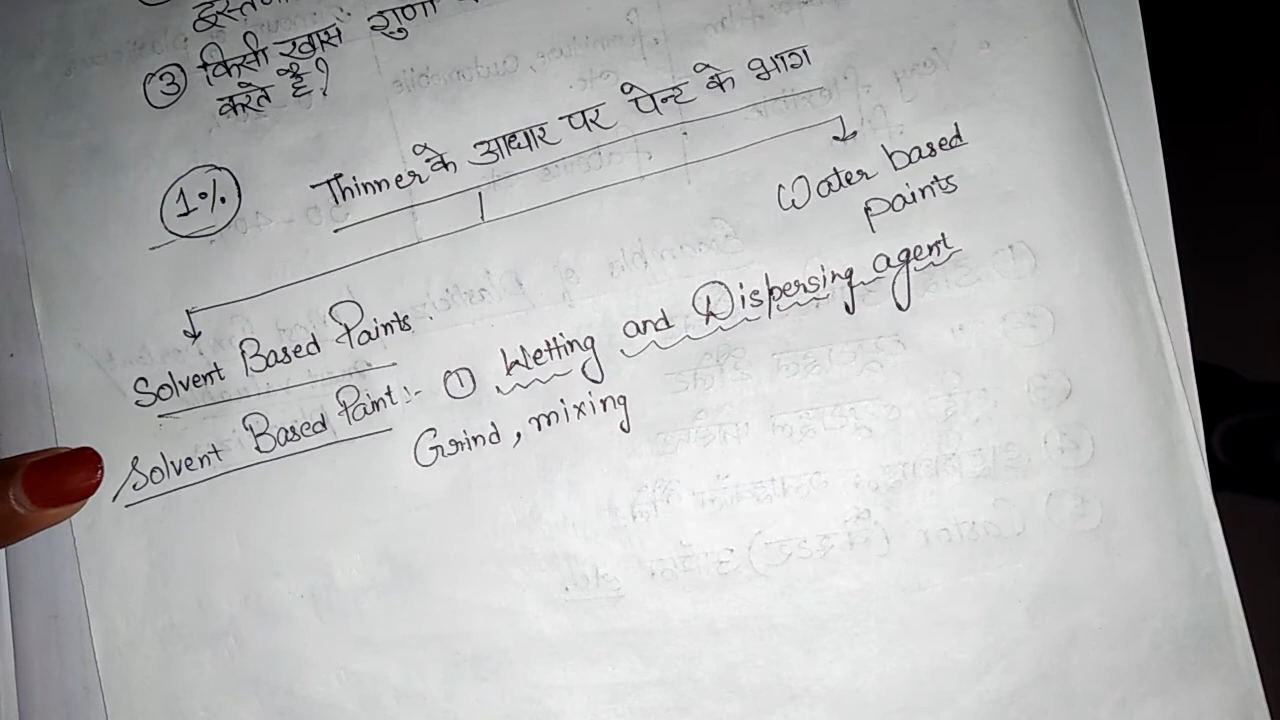 ③ किसी खास गुणों
करते है?
1% Thinner के आधार पर पेन्ट के भाग
Water based
paints
Solvent Based Paints.
Solvent Based Paint:- ① Wetting and Dispersing agent
Grind, mixing